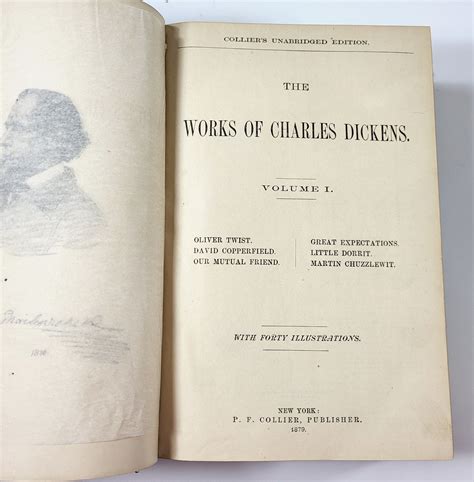 1870.
COLLIER'S UNABRIDGED EDITION.
THE
WORKS OF CHARLES DICKENS.
VOLUME I.
OLIVER TWIST.
DAVID COPPERFIELD.
OUR MUTUAL FRIEND.
GREAT EXPECTATIONS.
LITTLE DORRIT.
MARTIN CHUZZLEWIT.
WITH FORTY ILLUSTRATIONS.
NEW YORK:
P. F. COLLIER, PUBLISHER.
1879.